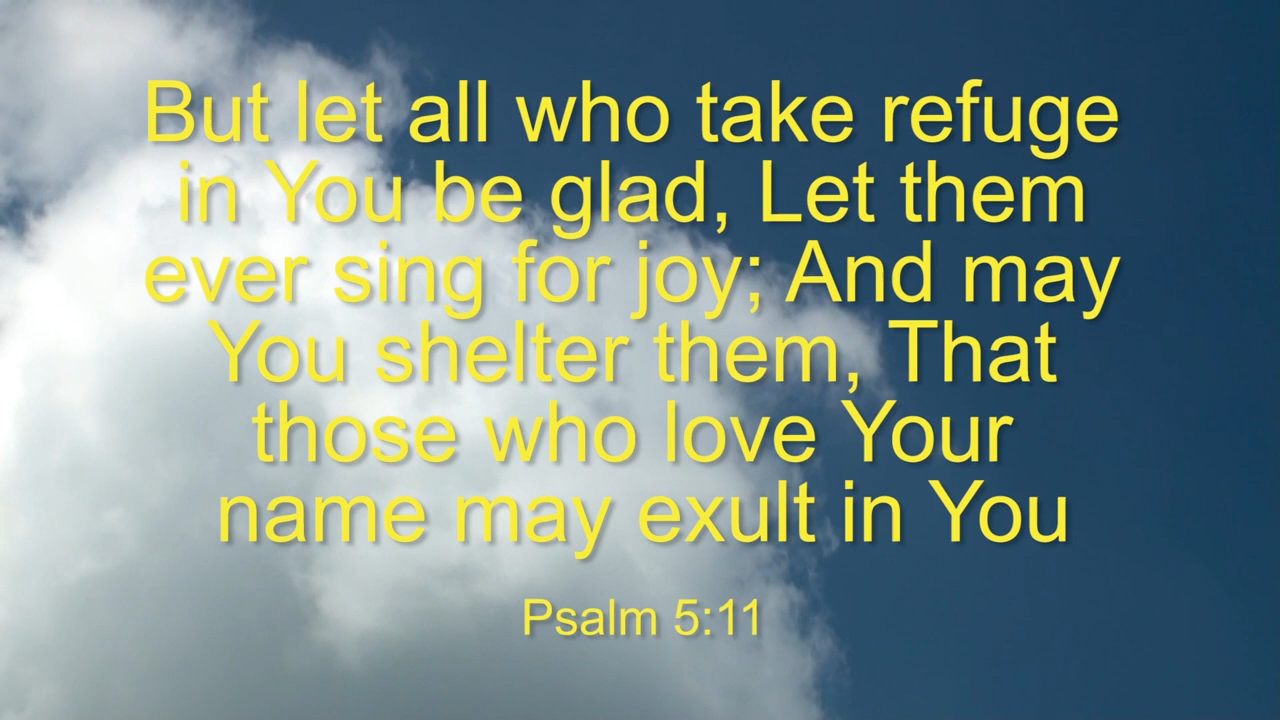 But let all who take refuge
in You be glad, Let them
ever sing for joy; And may
You shelter them, That
those who love Your
name may exult in You
Psalm 5:11